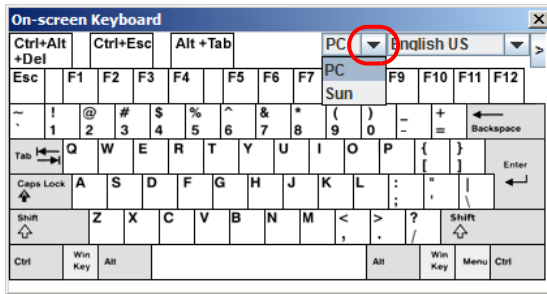 On-screen Keyboard
Ctrl+Alt +Del Ctrl+Esc Alt +Tab PC English US >
PC
Sun
Esc F1 F2 F3 F4 F5 F6 F7 F9 F10 F11 F12
~ ! @ # $ % ^ & * ( ) _ +
` 1 2 3 4 5 6 7 8 9 0 - = Backspace
Tab Q W E R T Y U I O P { }
[ ] Enter
Caps Lock A S D F G H J K L : " |
; ' \
Shift Z X C V B N M < > ? Shift
, . /
Ctrl Win Key Alt Alt Win Key Menu Ctrl